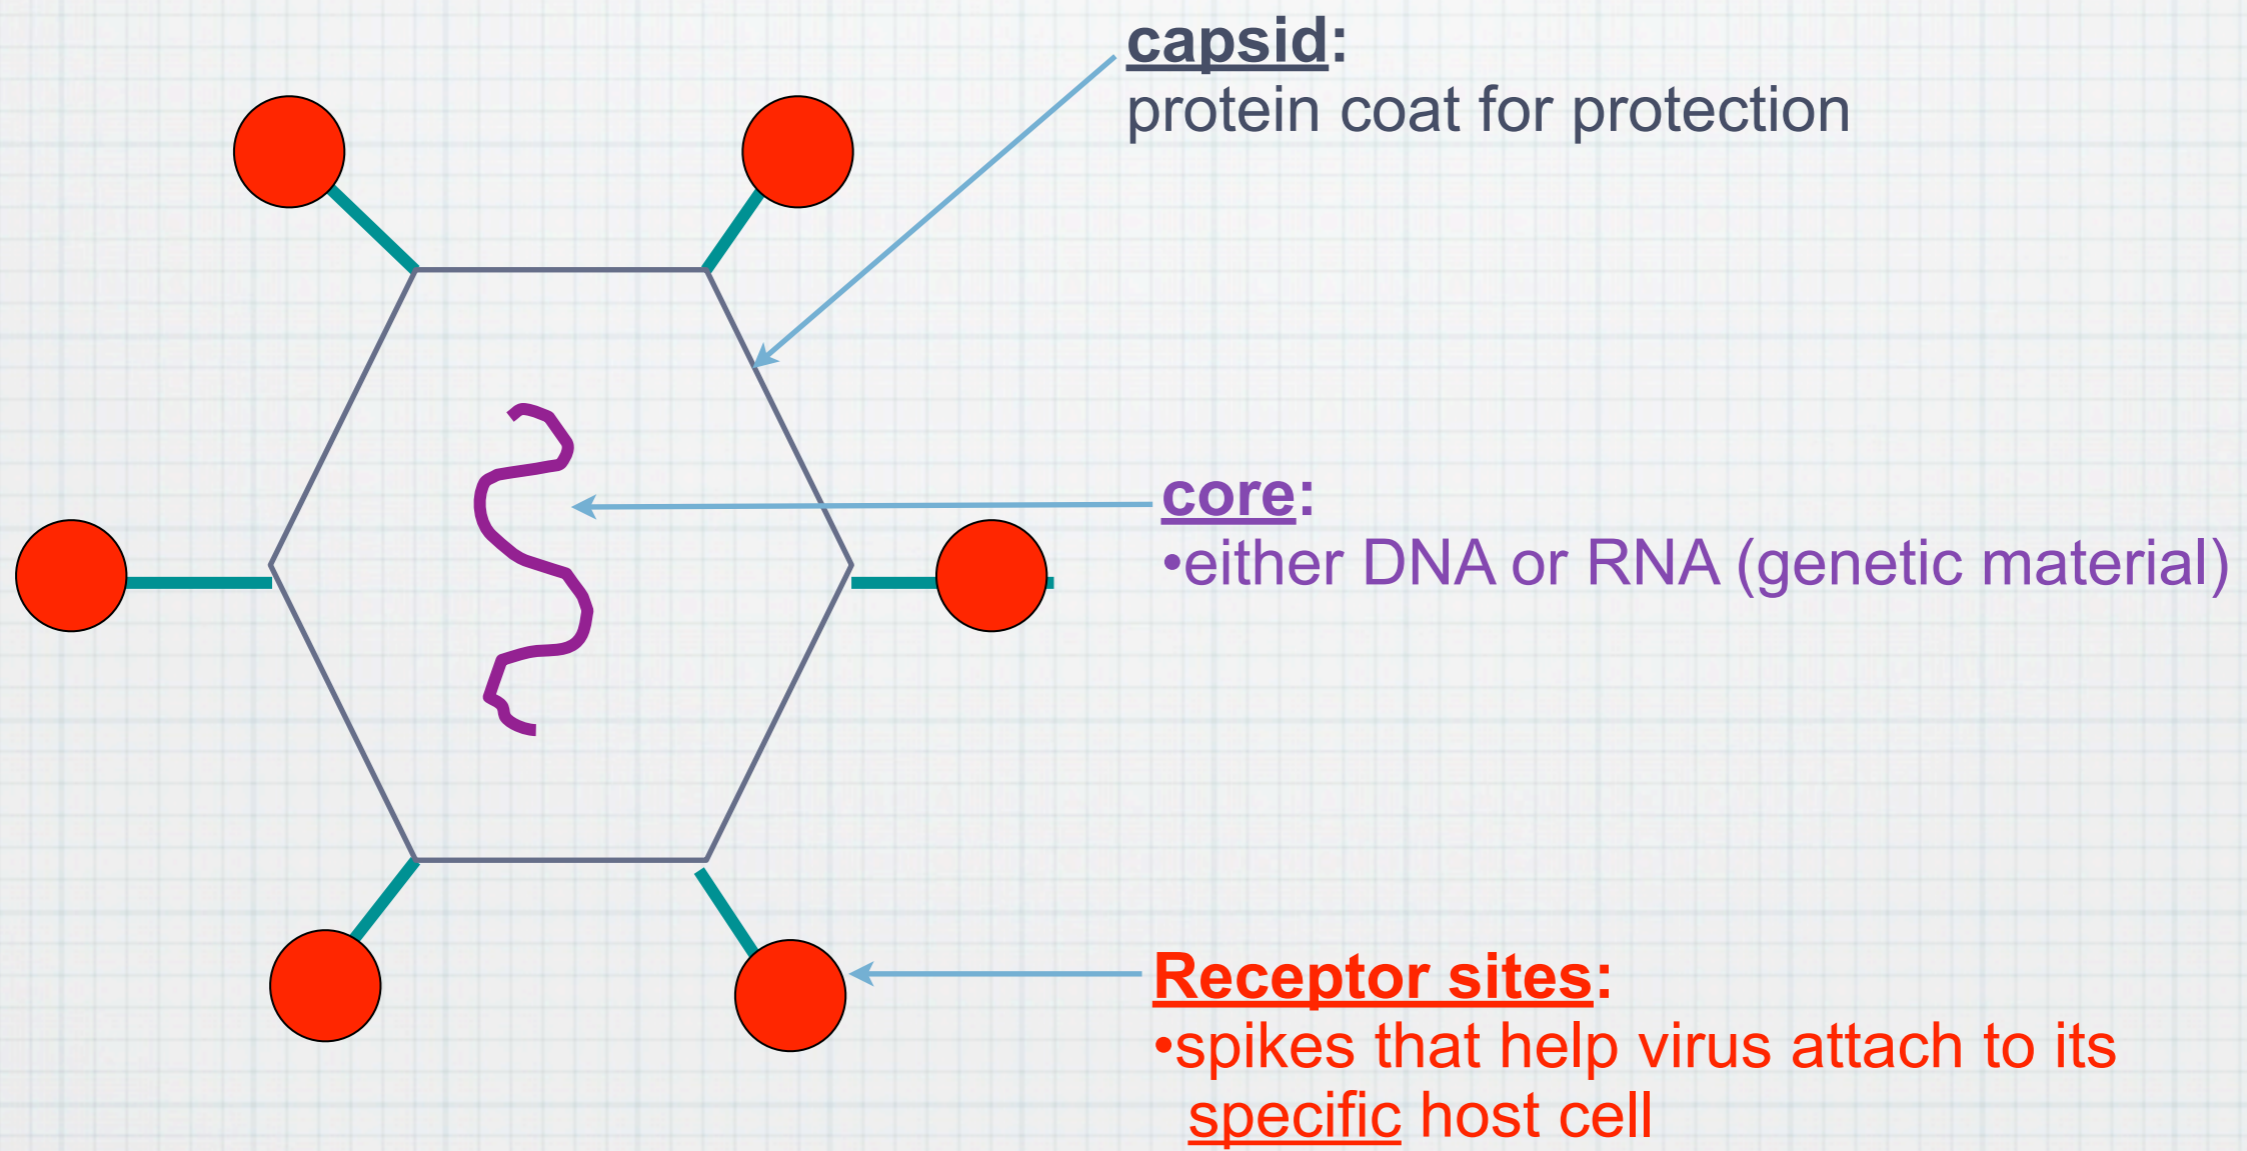 capsid:
protein coat for protection
core:
•either DNA or RNA (genetic material)
Receptor sites:
•spikes that help virus attach to its
specific host cell